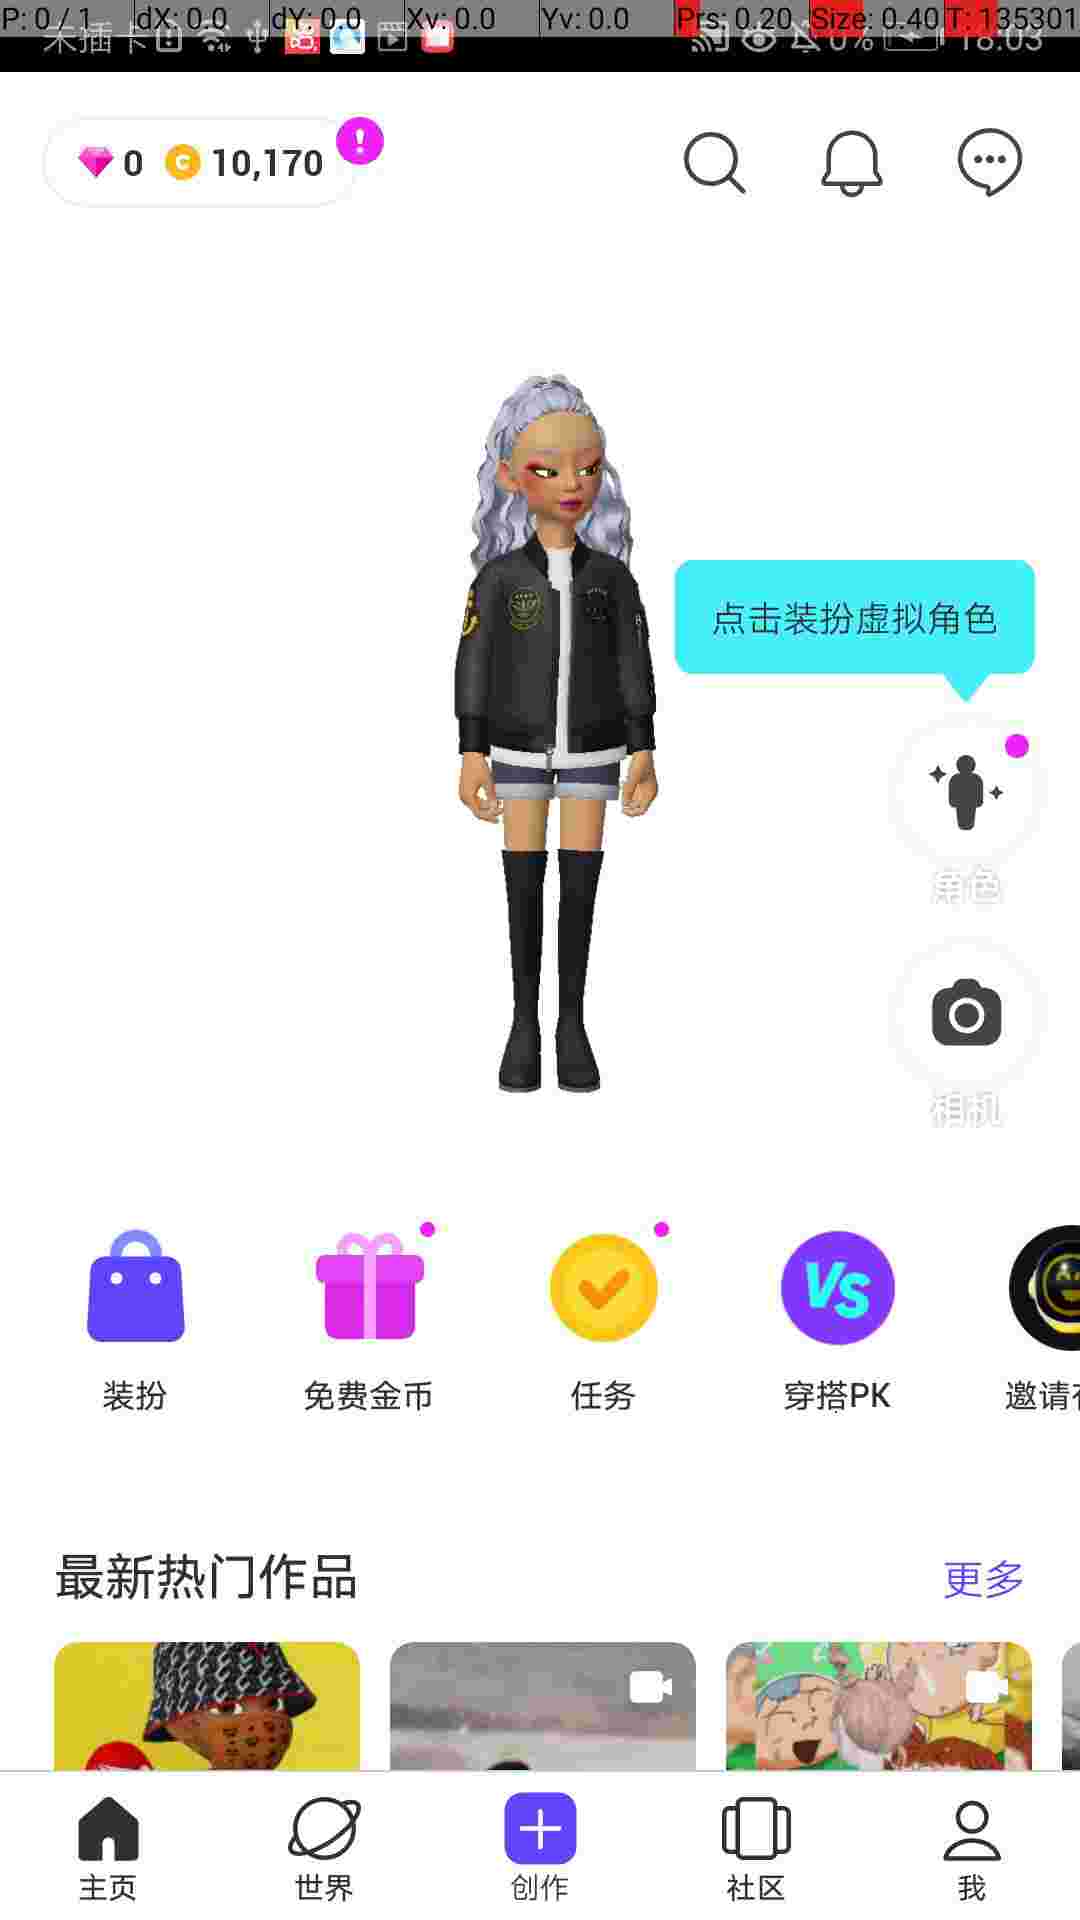 P: 0 / 1 dX: 0.0 dY: 0.0 Xv: 0.0 Yv: 0.0 Prs: 0.20 Size: 0.40 T: 135301
未插卡 0% 18:03
0 C 10,170 !
点击装扮虚拟角色
角色
相机
VS
装扮 免费金币 任务 穿搭PK 邀请
最新热门作品 更多
主页 世界 创作 社区 我